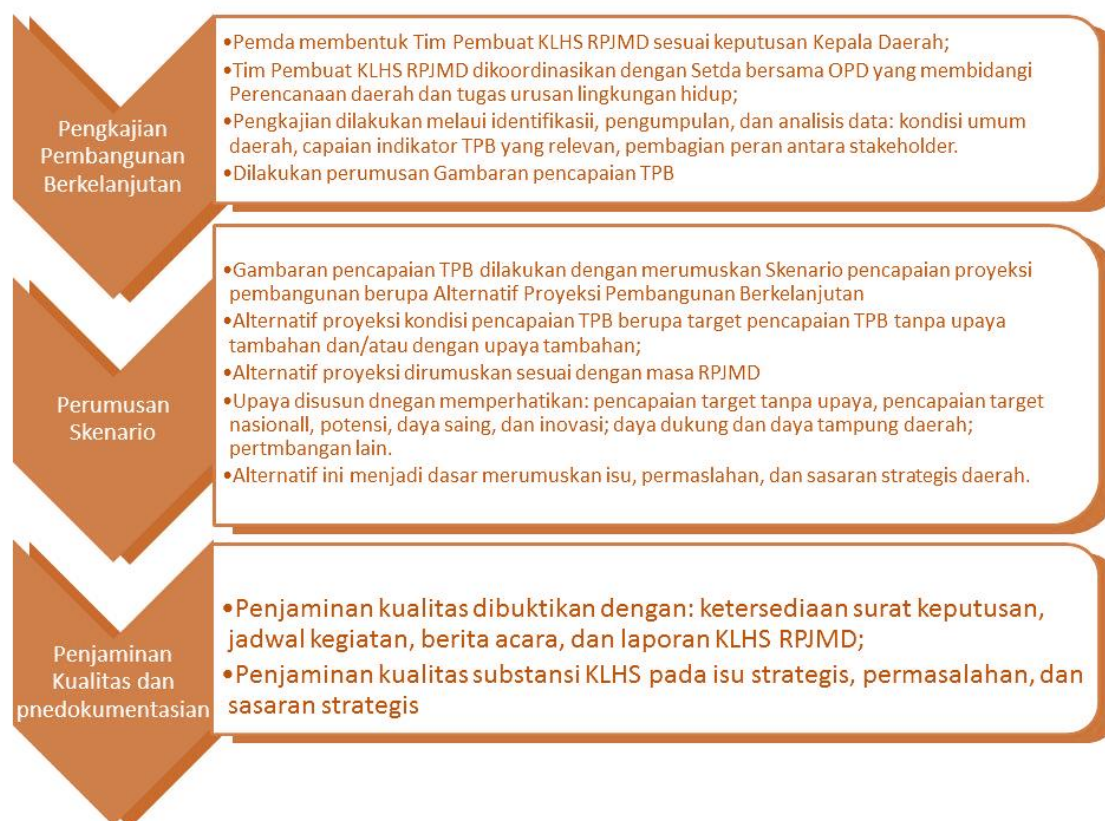 Pengkajian
Pembangunan
Berkelanjutan
•Pemda membentuk Tim Pembuat KLHS RPJMD sesuai keputusan Kepala Daerah;
•Tim Pembuat KLHS RPJMD dikoordinasikan dengan Setda bersama OPD yang membidangi
Perencanaan daerah dan tugas urusan lingkungan hidup;
•Pengkajian dilakukan melaui identifikasii, pengumpulan, dan analisis data: kondisi umum
daerah, capaian indikator TPB yang relevan, pembagian peran antara stakeholder.
•Dilakukan perumusan Gambaran pencapaian TPB
Perumusan
Skenario
•Gambaran pencapaian TPB dilakukan dengan merumuskan Skenario pencapaian proyeksi
pembangunan berupa Alternatif Proyeksi Pembangunan Berkelanjutan
•Alternatif proyeksi kondisi pencapaian TPB berupa target pencapaian TPB tanpa upaya
tambahan dan/atau dengan upaya tambahan;
•Alternatif proyeksi dirumuskan sesuai dengan masa RPJMD
•Upaya disusun dnegan memperhatikan: pencapaian target tanpa upaya, pencapaian target
nasionall, potensi, daya saing, dan inovasi; daya dukung dan daya tampung daerah;
pertmbangan lain.
•Alternatif ini menjadi dasar merumuskan isu, permaslahan, dan sasaran strategis daerah.
Penjaminan
Kualitas dan
pnedokumentasian
•Penjaminan kualitas dibuktikan dengan: ketersediaan surat keputusan,
jadwal kegiatan, berita acara, dan laporan KLHS RPJMD;
•Penjaminan kualitas substansi KLHS pada isu strategis, permasalahan, dan
sasaran strategis